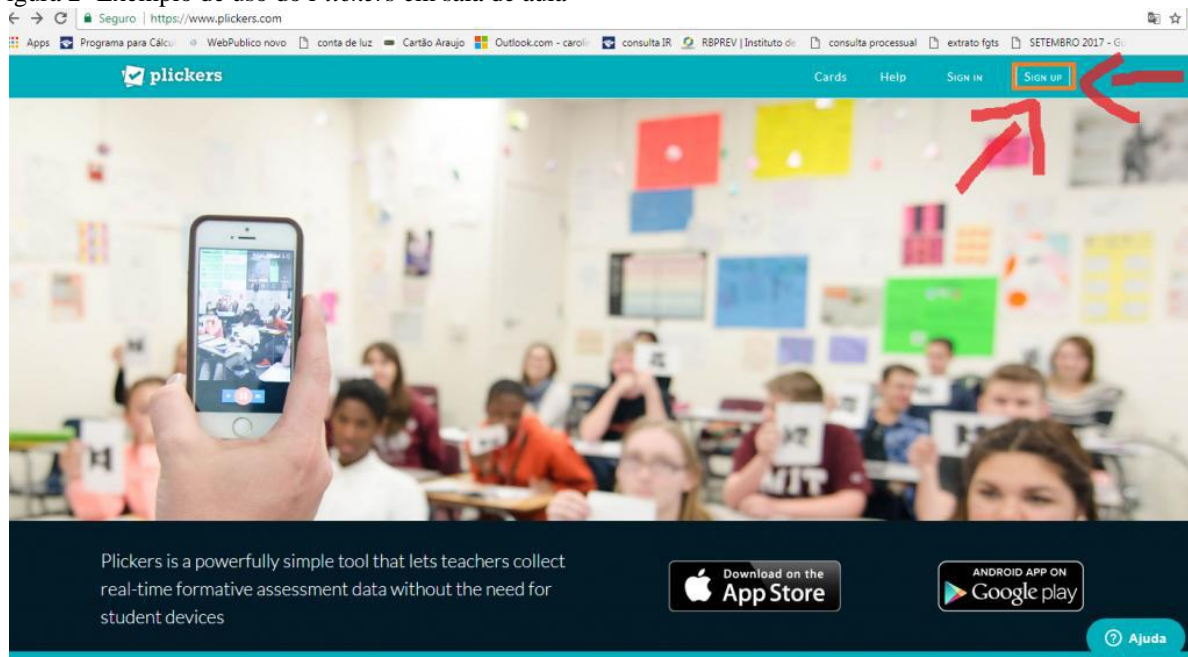 Exemplo de uso do Plickers em sala de aula
Seguro | https://www.plickers.com
Apps Programa para Cálcu WebPublico novo conta de luz Cartão Araujo Outlook.com - caroli consulta IR RBPREV | Instituto de consulta processual extrato fgts SETEMBRO 2017 - G
plickers Cards Help SIGN IN SIGN UP
Plickers is a powerfully simple tool that lets teachers collect
real-time formative assessment data without the need for
student devices
Download on the
App Store
ANDROID APP ON
Google play
Ajuda